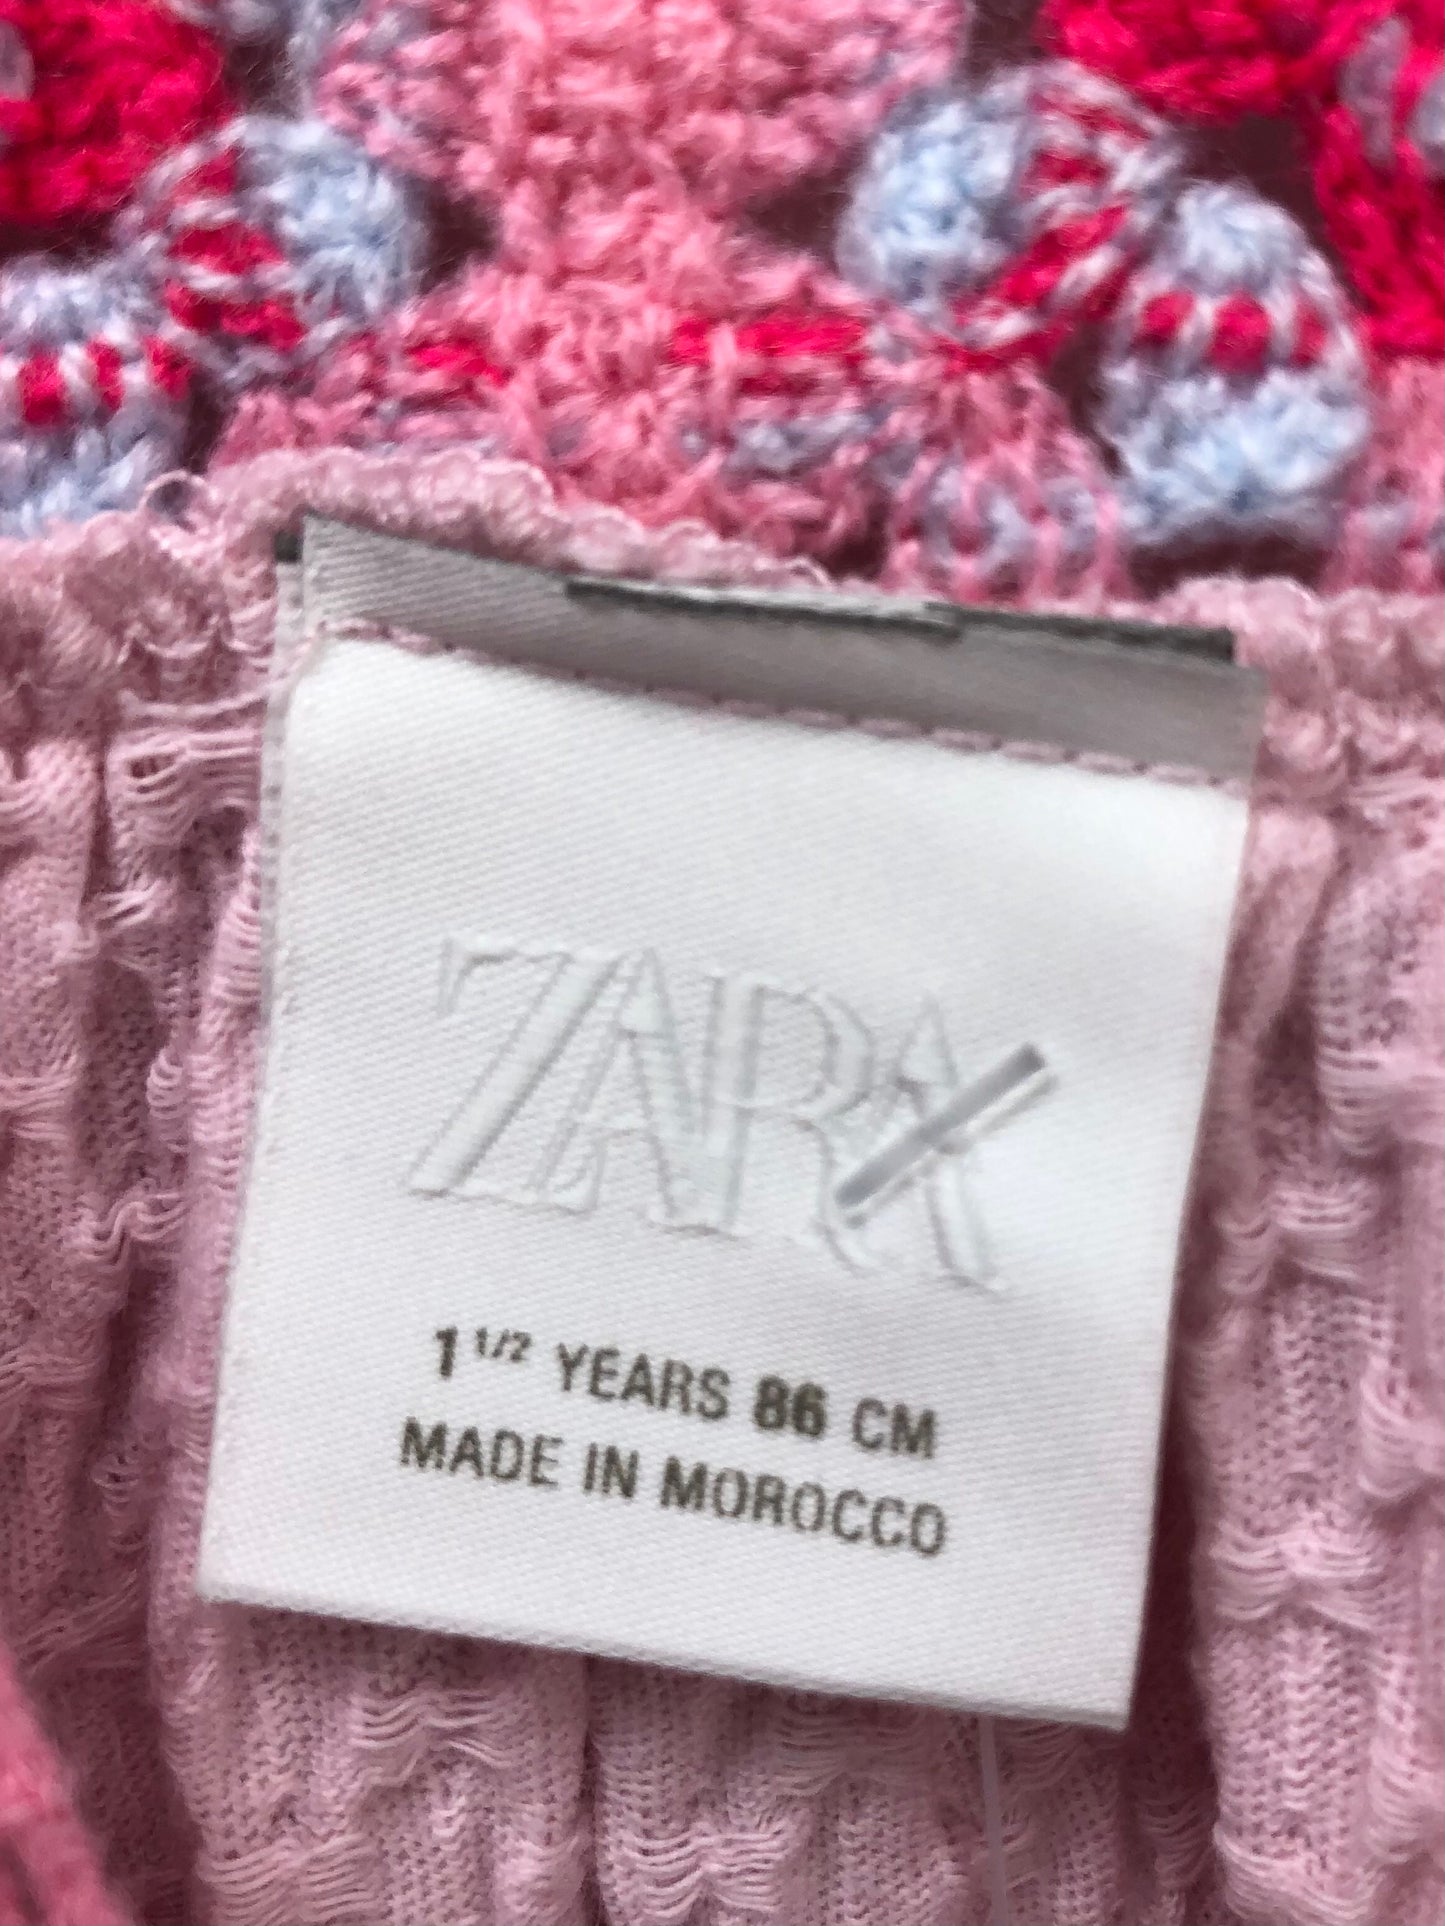 ZARA
1 1/2 YEARS 86 CM
MADE IN MOROCCO